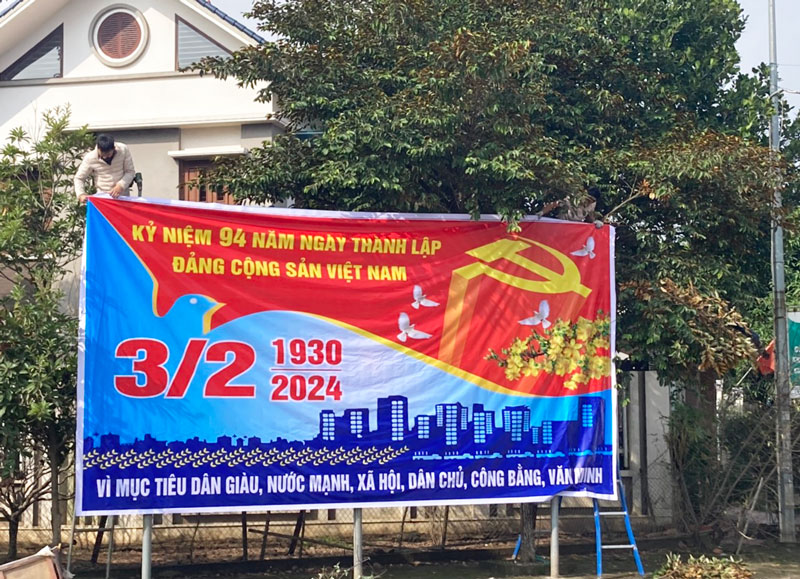 KỶ NIỆM 94 NĂM NGÀY THÀNH LẬP
ĐẢNG CỘNG SẢN VIỆT NAM
3/2
1930
2024
VÌ MỤC TIÊU DÂN GIÀU, NƯỚC MẠNH, XÃ HỘI, DÂN CHỦ, CÔNG BẰNG, VĂN MINH